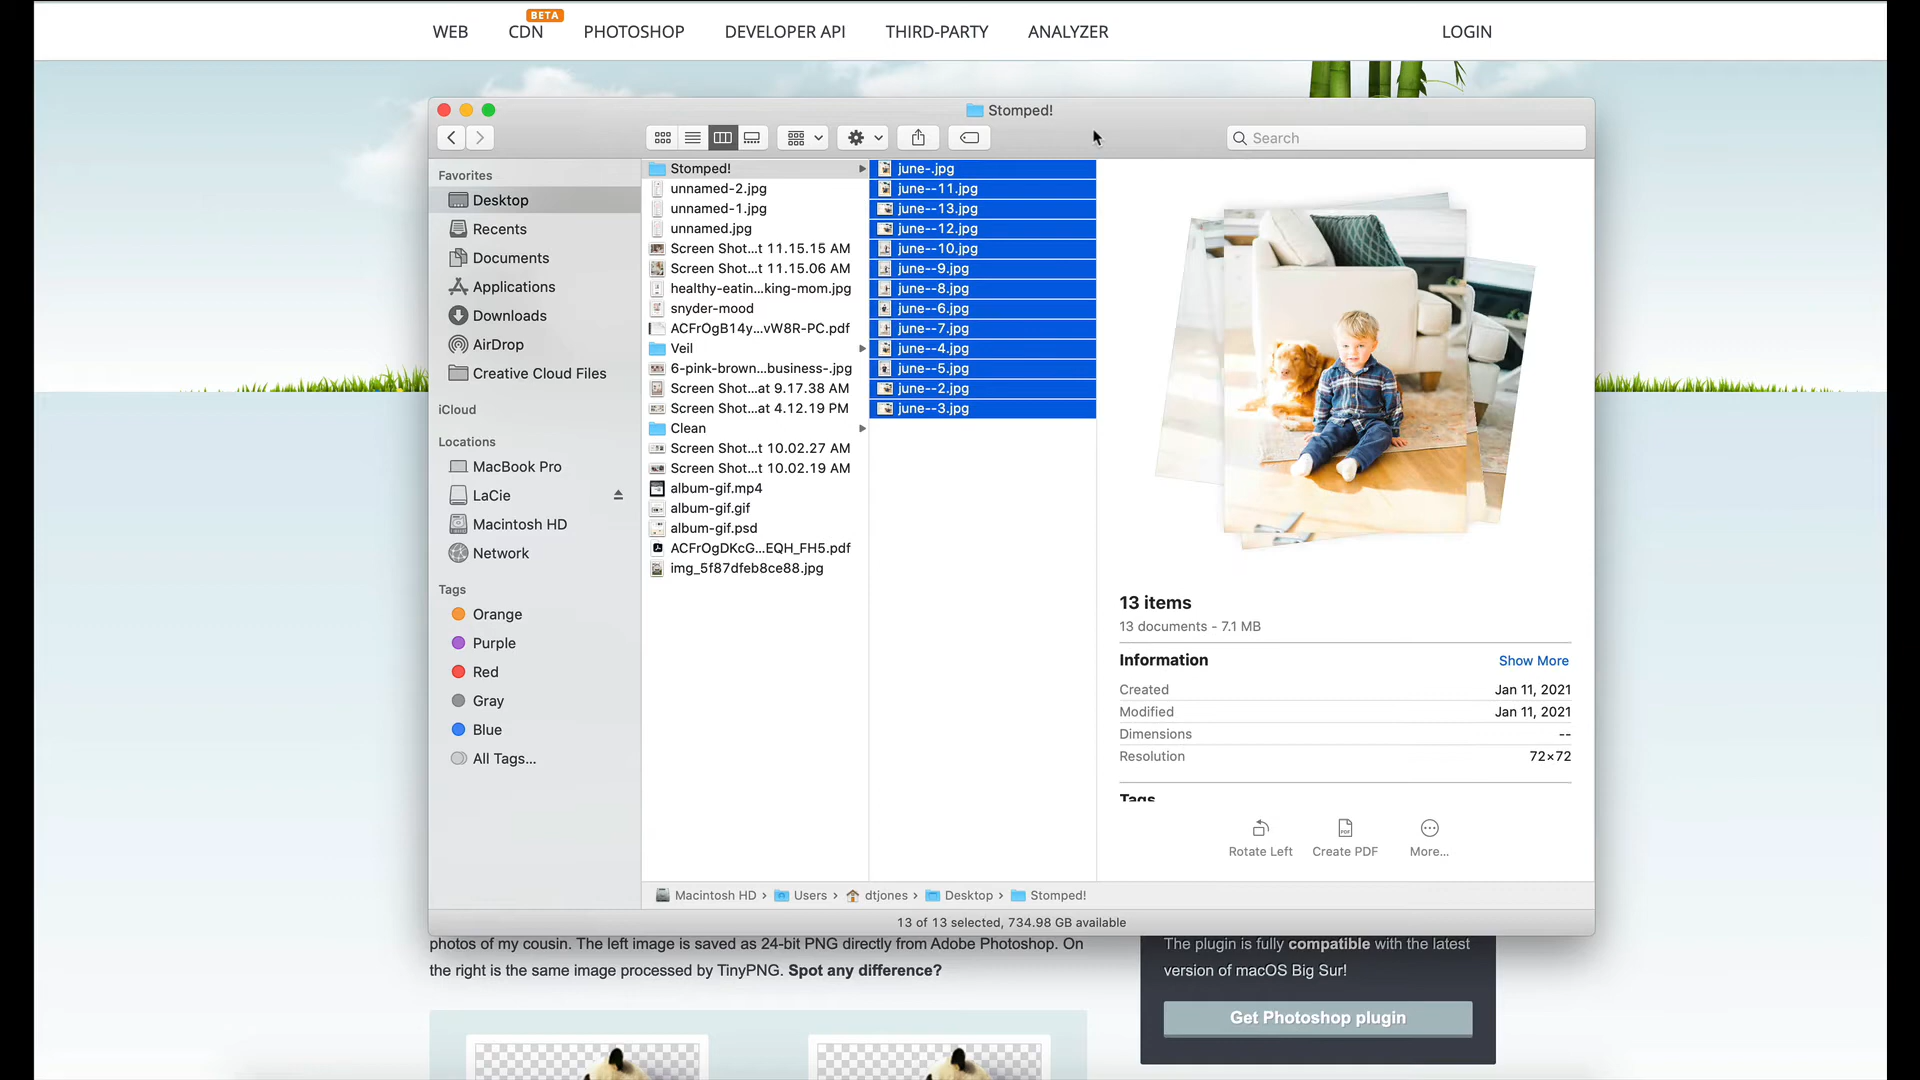 WEB
CDN
BETA
PHOTOSHOP
DEVELOPER API
THIRD-PARTY
ANALYZER
LOGIN
Stomped!
Search
Favorites
Desktop
Recents
Documents
Applications
Downloads
AirDrop
Creative Cloud Files
iCloud
Locations
MacBook Pro
LaCie
Macintosh HD
Network
Tags
Orange
Purple
Red
Gray
Blue
All Tags...
Stomped!
unnamed-2.jpg
unnamed-1.jpg
unnamed.jpg
Screen Shot...t 11.15.15 AM
Screen Shot...t 11.15.06 AM
healthy-eatin...king-mom.jpg
snyder-mood
ACFrOgB14y...vW8R-PC.pdf
Veil
6-pink-brown...business-.jpg
Screen Shot...at 9.17.38 AM
Screen Shot...at 4.12.19 PM
Clean
Screen Shot...t 10.02.27 AM
Screen Shot...t 10.02.19 AM
album-gif.mp4
album-gif.gif
album-gif.psd
ACFrOgDKcG...EQH_FH5.pdf
img_5f87dfeb8ce88.jpg
june-.jpg
june--11.jpg
june--13.jpg
june--12.jpg
june--10.jpg
june--9.jpg
june--8.jpg
june--6.jpg
june--7.jpg
june--4.jpg
june--5.jpg
june--2.jpg
june--3.jpg
13 items
13 documents - 7.1 MB
Information
Show More
Created Jan 11, 2021
Modified Jan 11, 2021
Dimensions --
Resolution 72×72
Tags
Rotate Left
Create PDF
More...
Macintosh HD › Users › dtjones › Desktop › Stomped!
13 of 13 selected, 734.98 GB available
photos of my cousin. The left image is saved as 24-bit PNG directly from Adobe Photoshop. On
the right is the same image processed by TinyPNG. Spot any difference?
The plugin is fully compatible with the latest
version of macOS Big Sur!
Get Photoshop plugin